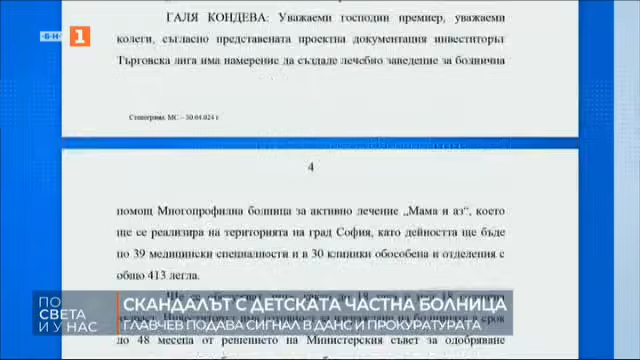 ГАЛЯ КОНДЕВА: Уважаеми господин премиер, уважаеми
колеги, съгласно представената проектна документация инвеститорът
Търговска лига има намерение да създаде лечебно заведение за болнична
Стенограма, МС – 30.04.024 г
4
помощ Многопрофилна болница за активно лечение „Мама и аз“, което
ще се реализира на територията на град София, като дейността ще бъде
по 39 медицински специалности и в 30 клиники обособена и отделения с
общо 413 легла.
до 48 месеца от решението на Министерския съвет за одобряване
БНТ 1
ПО СВЕТА И У НАС
СКАНДАЛЪТ С ДЕТСКАТА ЧАСТНА БОЛНИЦА
ГЛАВЧЕВ ПОДАВА СИГНАЛ В ДАНС И ПРОКУРАТУРАТА